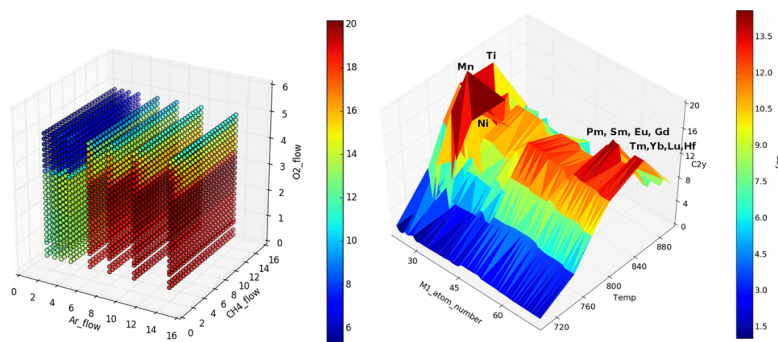 20
18
16
14
12
10
8
6
6
5
4
3
2
1
0
O2_flow
0 2 4 6 8 10 12 14 16
Ar_flow
0 2 4 6 8 10 12 14 16
CH4_flow
Mn
Ti
Ni
Pm, Sm, Eu, Gd
Tm,Yb,Lu,Hf
20
16
12
8
4
0
C2y
30 45 60
M1_atom_number
720 760 800 840 880
Temp
13.5
12.0
10.5
9.0
7.5
6.0
4.5
3.0
1.5